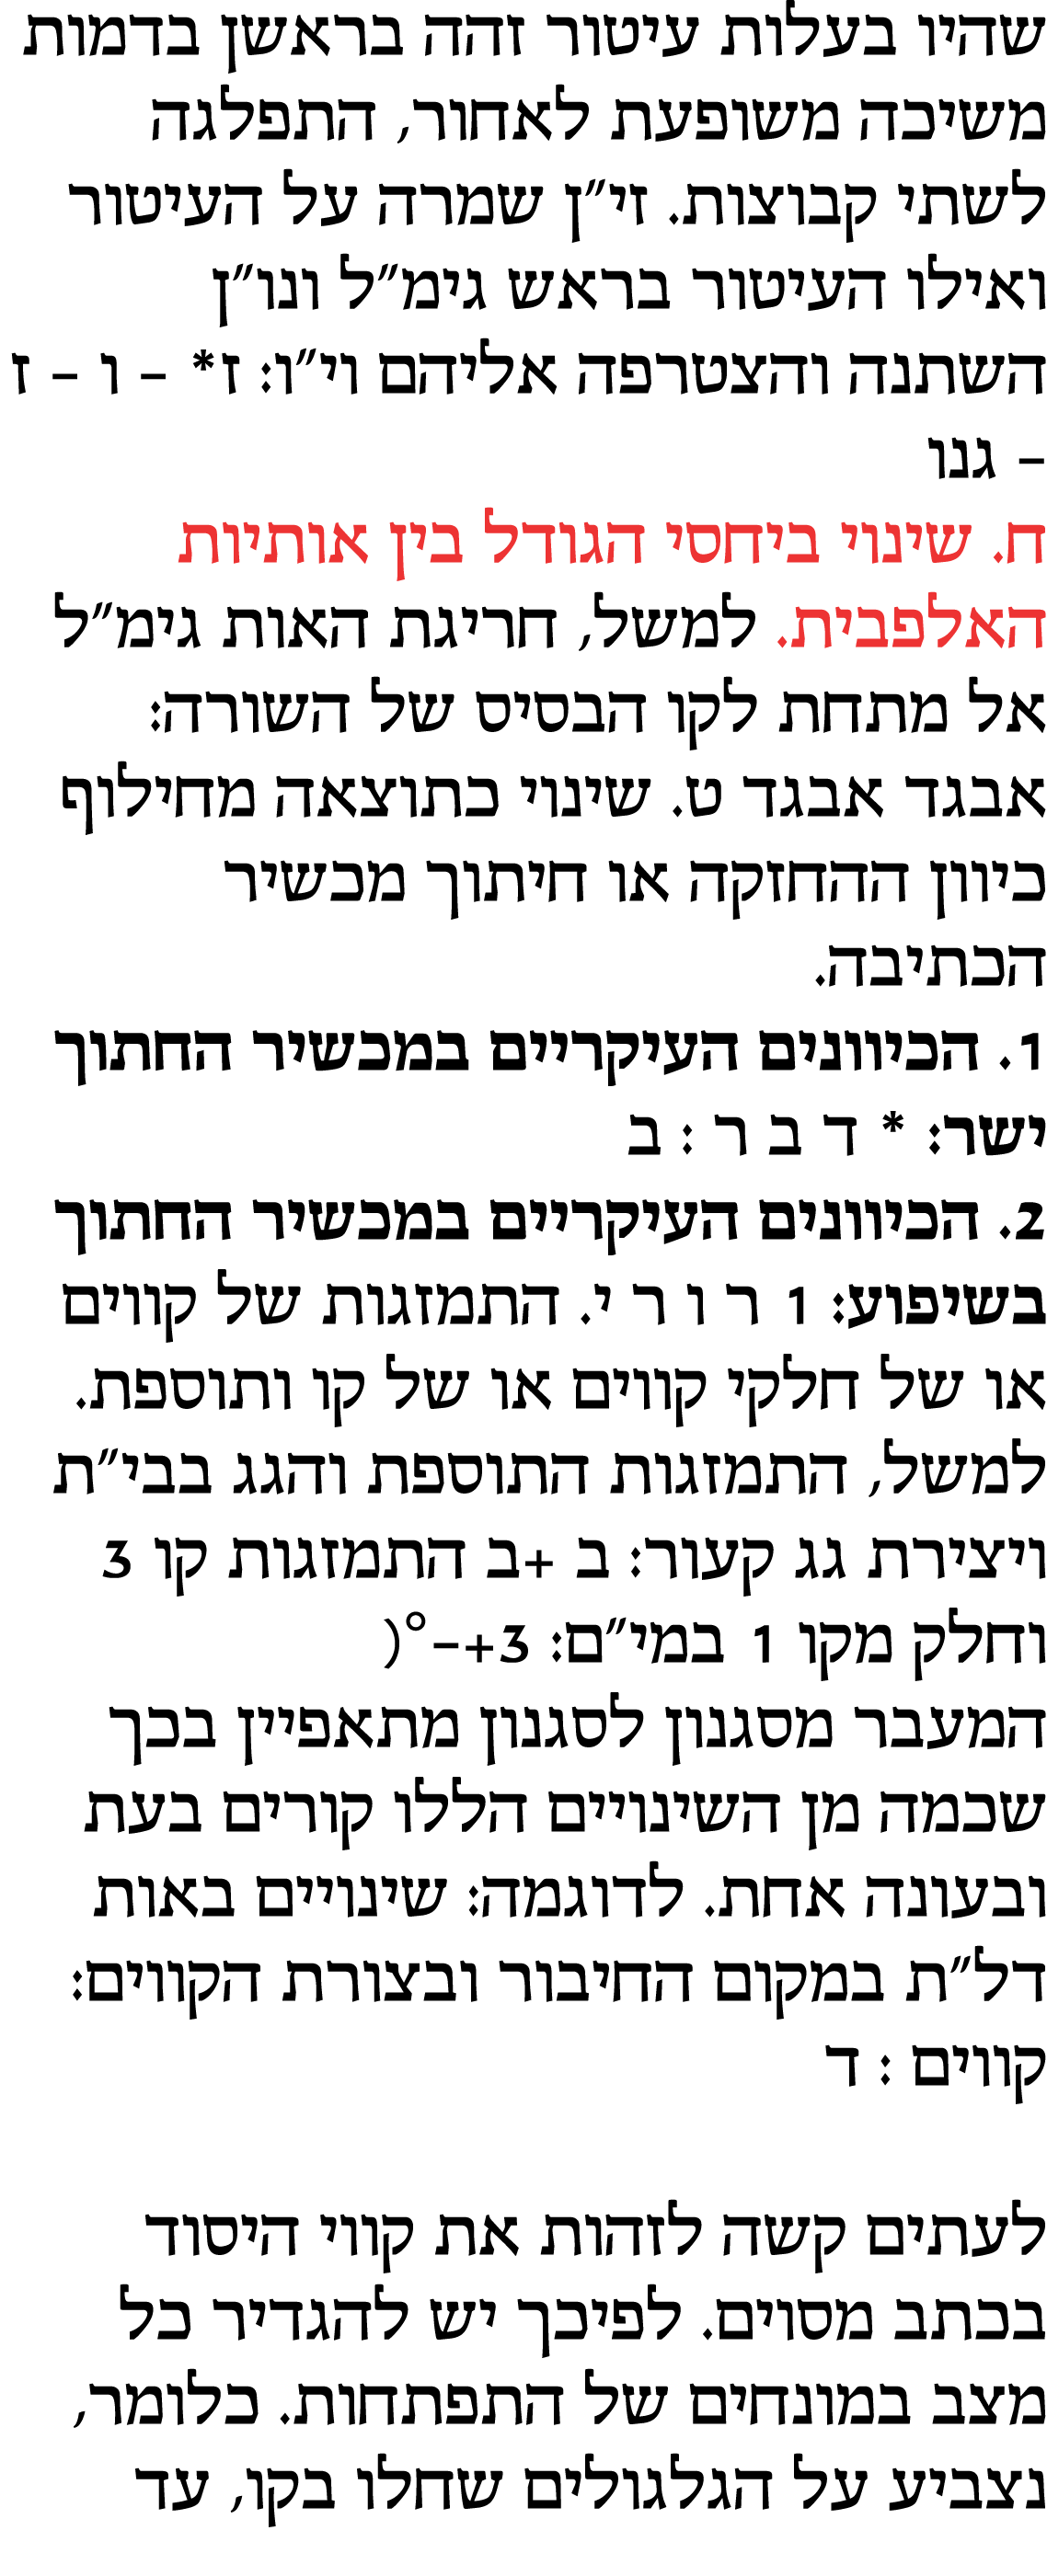 שהיו בעלות עיטור זהה בראשן בדמות
משיכה משופעת לאחור, התפלגה
לשתי קבוצות. זי״ן שמרה על העיטור
ואילו העיטור בראש גימ״ל ונו״ן
השתנה והצטרפה אליהם וי״ו: ז* – ו – ז
– גנו
ח. שינוי ביחסי הגודל בין אותיות
האלפבית. למשל, חריגת האות גימ״ל
אל מתחת לקו הבסיס של השורה:
אבגד אבגד ט. שינוי כתוצאה מחילוף
כיוון ההחזקה או חיתוך מכשיר
הכתיבה.
1. הכיוונים העיקריים במכשיר החתוך
ישר: * ד ב ר : ב
2. הכיוונים העיקריים במכשיר החתוך
בשיפוע: 1 ר ו ר י. התמזגות של קווים
או של חלקי קווים או של קו ותוספת.
למשל, התמזגות התוספת והגג בבי״ת
ויצירת גג קעור: ב +ב התמזגות קו 3
וחלק מקו 1 במי״ם: 3+–°(
המעבר מסגנון לסגנון מתאפיין בכך
שכמה מן השינויים הללו קורים בעת
ובעונה אחת. לדוגמה: שינויים באות
דל״ת במקום החיבור ובצורת הקווים:
קווים : ד
לעתים קשה לזהות את קווי היסוד
בכתב מסוים. לפיכך יש להגדיר כל
מצב במונחים של התפתחות. כלומר,
נצביע על הגלגולים שחלו בקו, עד